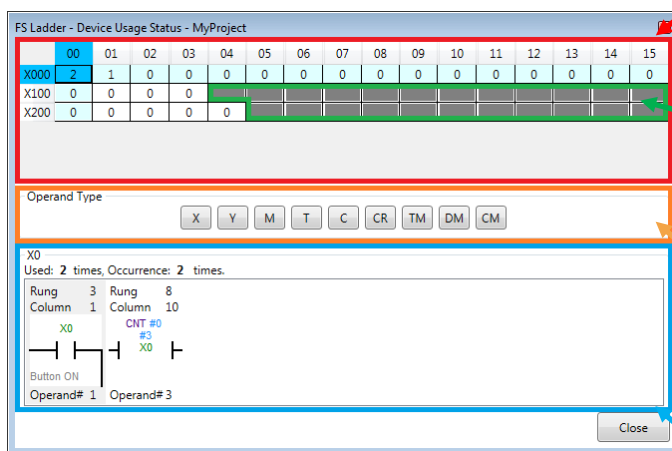 FS Ladder - Device Usage Status - MyProject
00 01 02 03 04 05 06 07 08 09 10 11 12 13 14 15
X000 2 1 0 0 0 0 0 0 0 0 0 0 0 0 0 0
X100 0 0 0 0
X200 0 0 0 0 0
Operand Type
X Y M T C CR TM DM CM
X0
Used: 2 times, Occurrence: 2 times.
Rung 3 Rung 8
Column 1 Column 10
X0 CNT #0
#3
X0
Button ON
Operand# 1 Operand# 3
Close